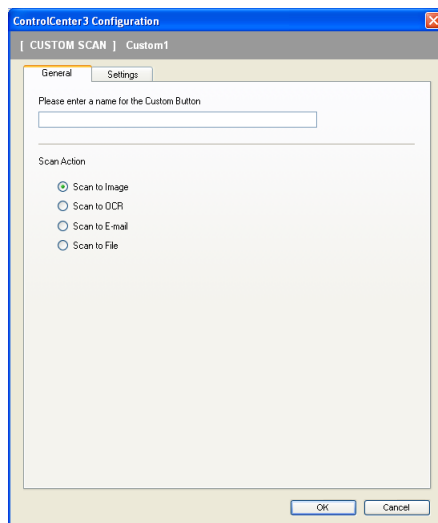 ControlCenter3 Configuration
[ CUSTOM SCAN ] Custom1
General Settings
Please enter a name for the Custom Button
Scan Action
Scan to Image
Scan to OCR
Scan to E-mail
Scan to File
OK Cancel